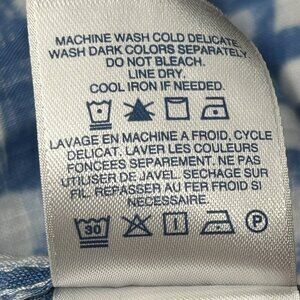 MACHINE WASH COLD DELICATE
WASH DARK COLORS SEPARATELY
DO NOT BLEACH.
LINE DRY.
COOL IRON IF NEEDED.
LAVAGE EN MACHINE A FROID, CYCLE
DELICAT. LAVER LES COULEURS
FONCEES SEPAREMENT. NE PAS
UTILISER DE JAVEL. SECHAGE SUR
FIL. REPASSER AU FER FROID SI
NECESSAIRE.
30 P